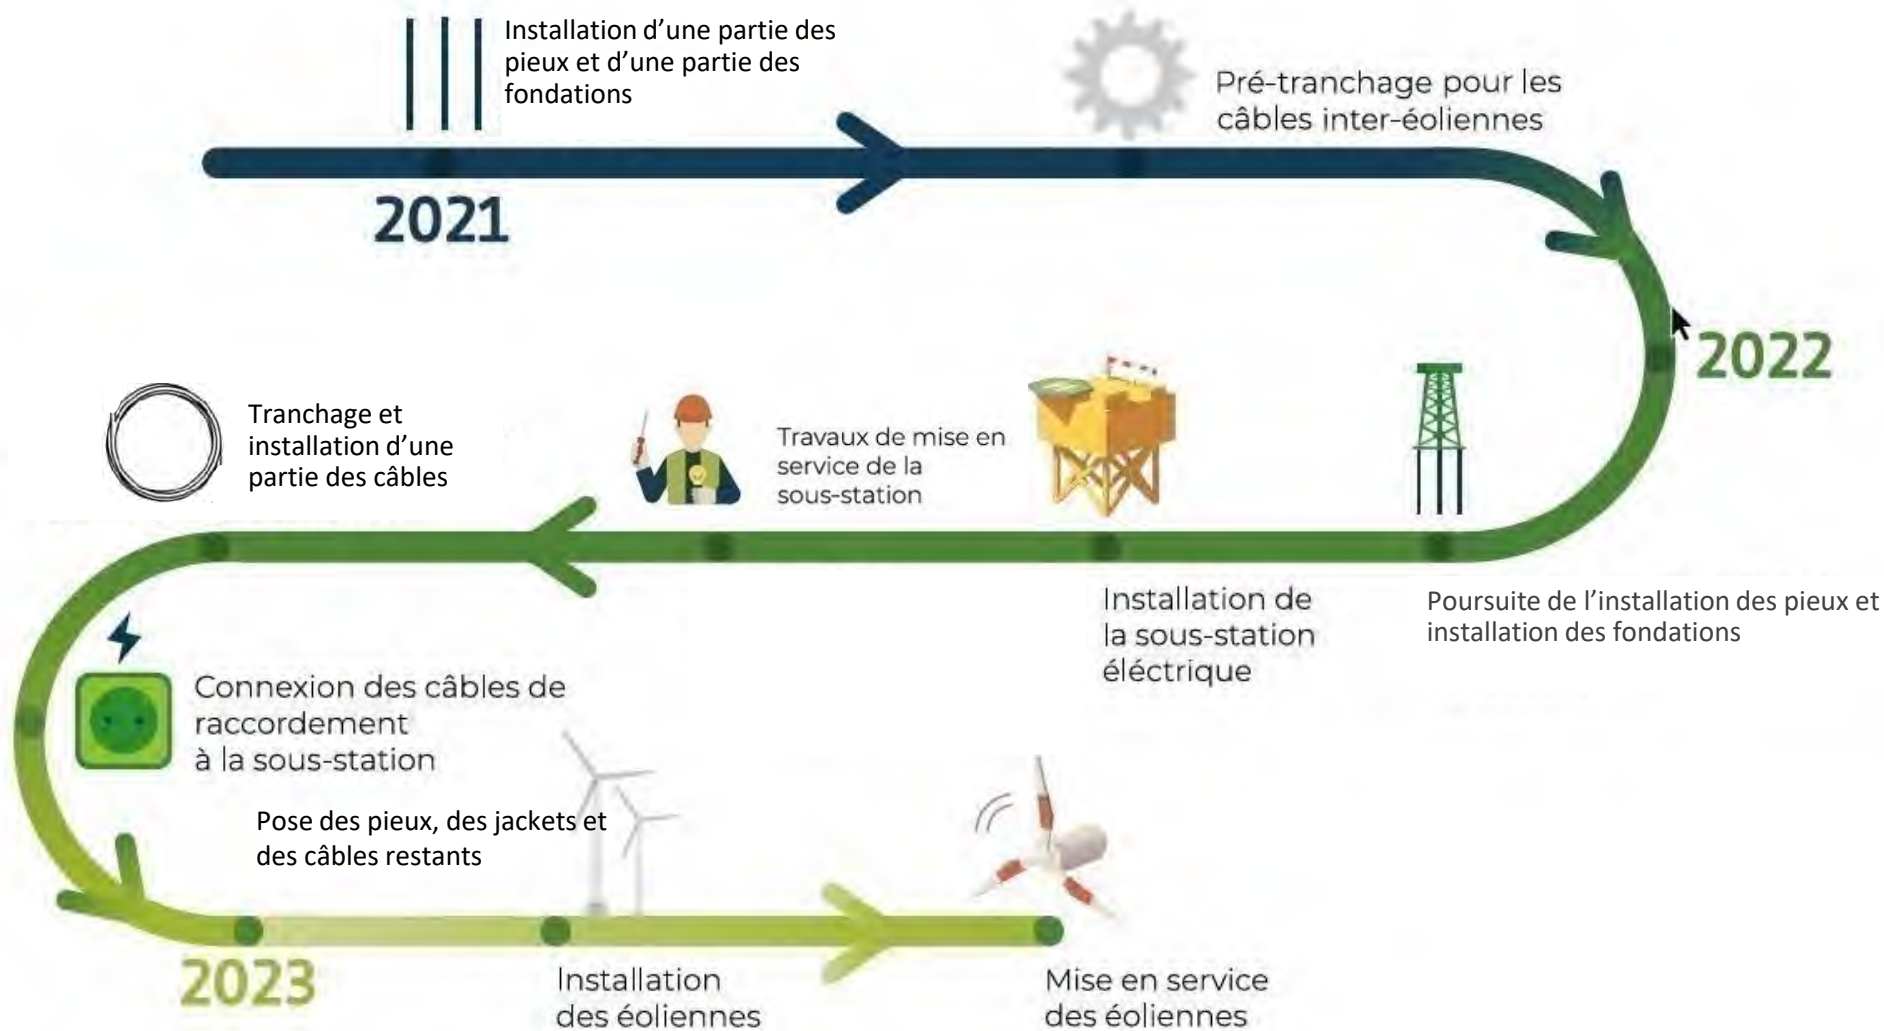 Installation d’une partie des
pieux et d’une partie des
fondations
Pré-tranchage pour les
câbles inter-éoliennes
2021
2022
Poursuite de l’installation des pieux et
installation des fondations
Installation de
la sous-station
éléctrique
Travaux de mise en
service de la
sous-station
Tranchage et
installation d’une
partie des câbles
Connexion des câbles de
raccordement
à la sous-station
Pose des pieux, des jackets et
des câbles restants
2023
Installation
des éoliennes
Mise en service
des éoliennes